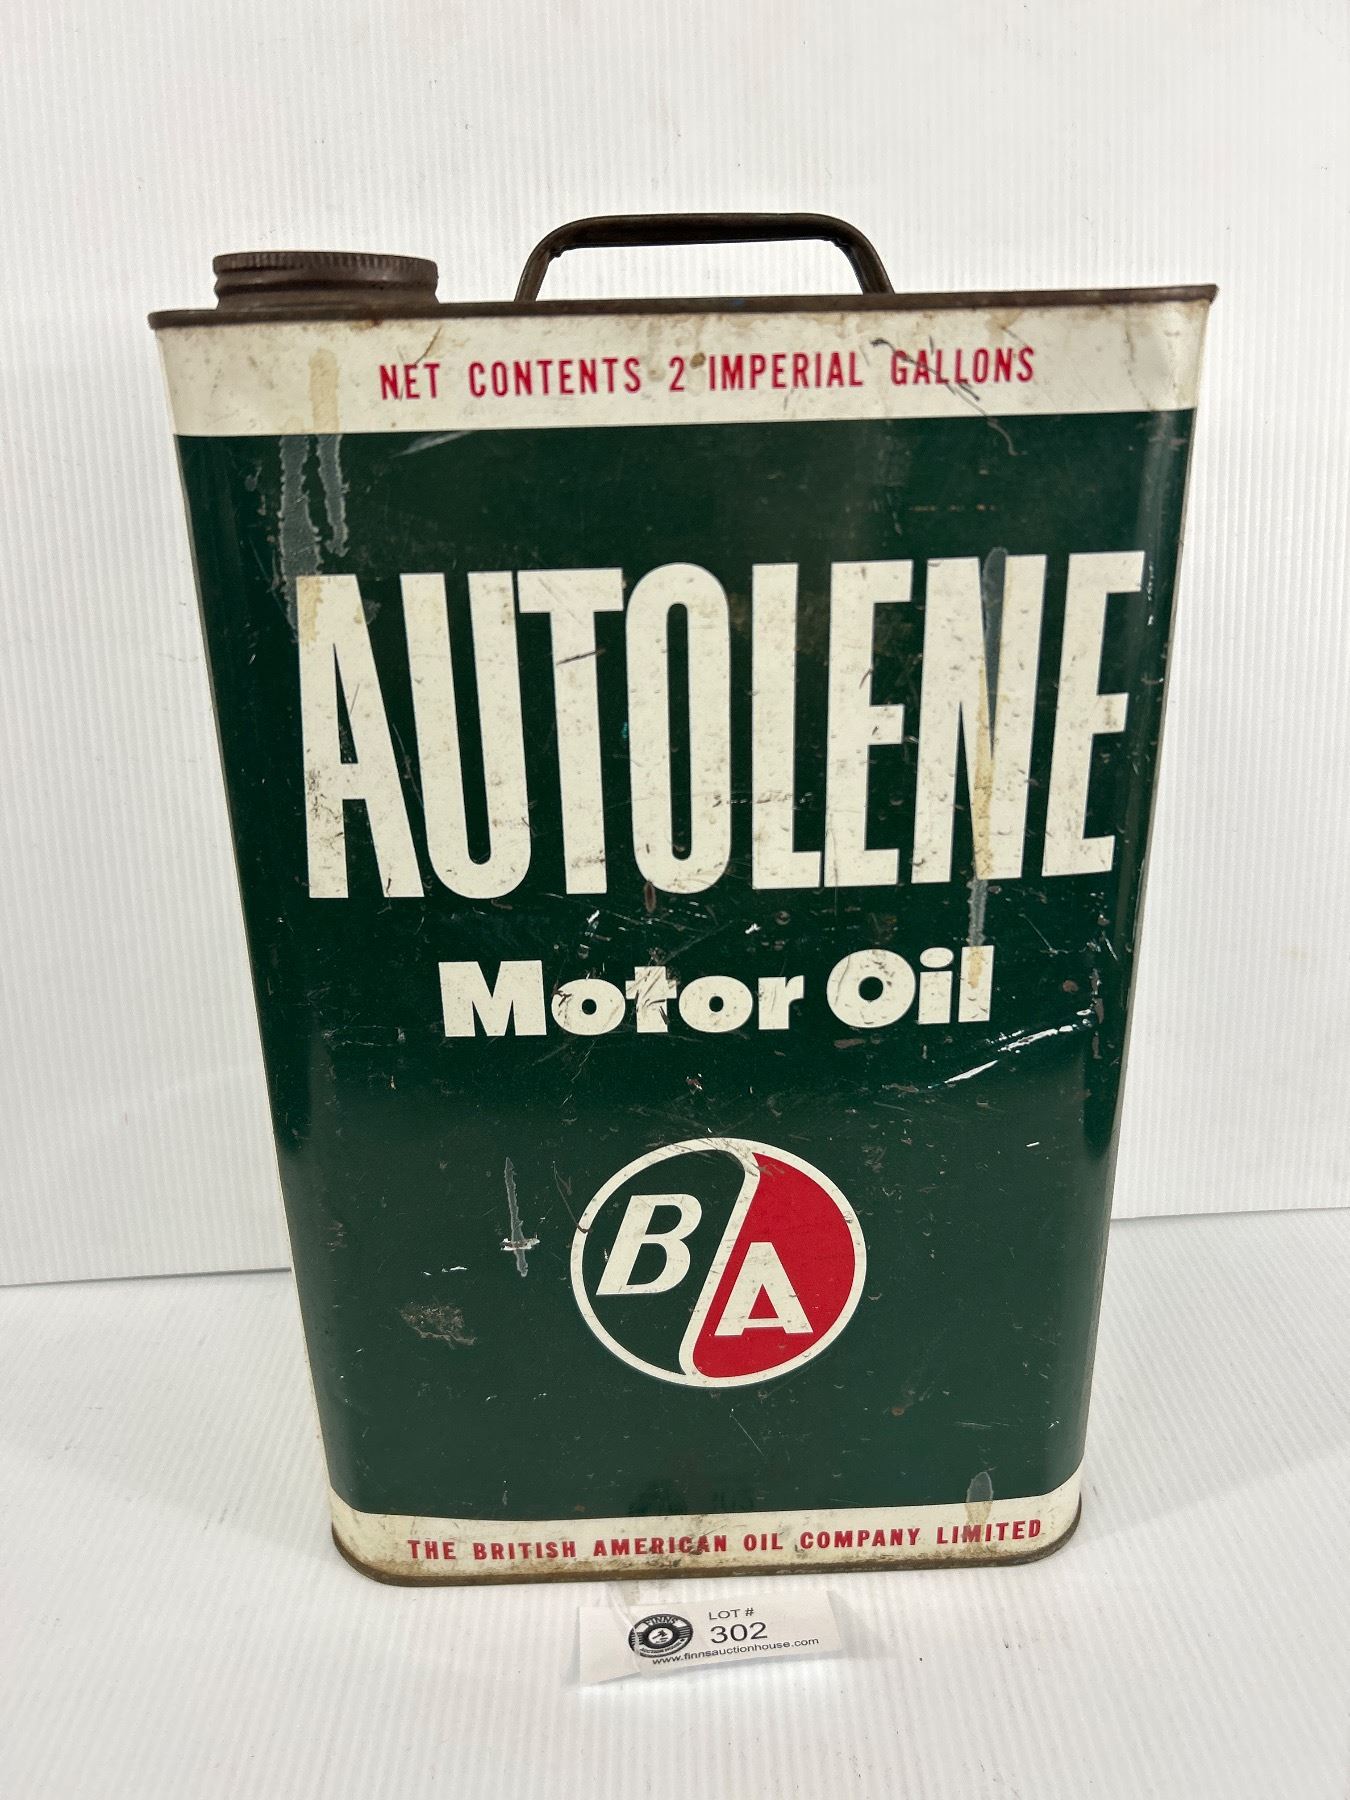 NET CONTENTS 2 IMPERIAL GALLONS
AUTOLENE
Motor Oil
B A
THE BRITISH AMERICAN OIL COMPANY LIMITED
FINNS
LOT #
302
www.finnsauctionhouse.com